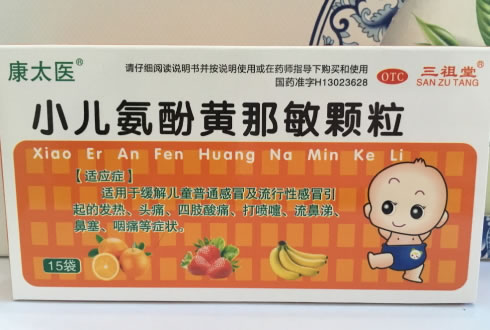 康太医®
请仔细阅读说明书并按说明使用或在药师指导下购买和使用
国药准字H13023628
OTC
三祖堂®
SAN ZU TANG
小儿氨酚黄那敏颗粒
Xiao Er An Fen Huang Na Min Ke Li
【适应症】
适用于缓解儿童普通感冒及流行性感冒引
起的发热、头痛、四肢酸痛、打喷嚏、流鼻涕、
鼻塞、咽痛等症状。
15袋